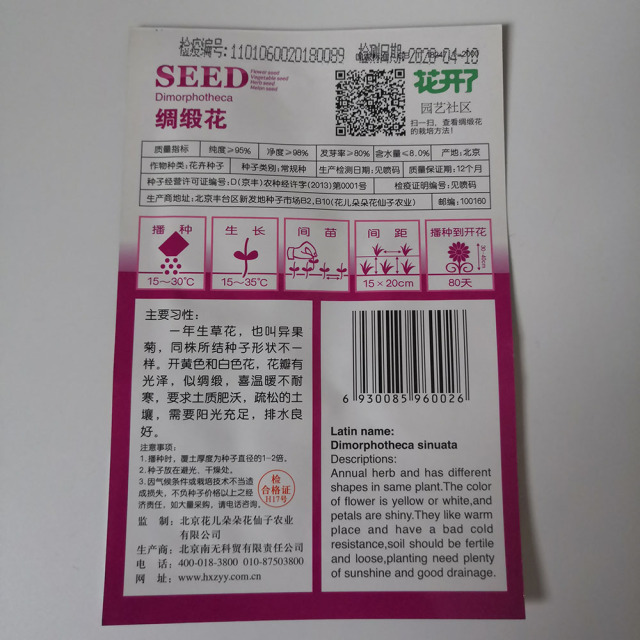 检疫编号:1101060020180089 检测日期:2020-04-10
SEED
Flower seed
Vegetable seed
Herb seed
Melon seed
Dimorphotheca
绸缎花
花开了
园艺社区
扫一扫，查看绸缎花
的栽培方法！
质量指标 纯度≥95% 净度≥98% 发芽率≥80% 含水量≤8.0% 产地:北京
作物种类:花卉种子 种子类别:常规种 生产检测日期:见喷码 质量保证期:12个月
种子经营许可证编号:D(京丰)农种经许字(2013)第0001号 检疫证明编号:见喷码
生产商地址:北京丰台区新发地种子市场B2,B10(花儿朵朵花仙子农业) 邮编:100160
播种 生长 间苗 间距 播种到开花
30-40cm
15～30℃ 15～35℃ 15×20cm 80天
主要习性：
一年生草花，也叫异果
菊，同株所结种子形状不一
样。开黄色和白色花，花瓣有
光泽，似绸缎，喜温暖不耐
寒，要求土质肥沃，疏松的土
壤，需要阳光充足，排水良
好。
注意事项：
1.播种时，覆土厚度为种子直径的1-2倍。
2.种子放在避光、干燥处。
3.因气候条件或栽培技术不当造
成损失，不负种子价格以上之经
济责任，如大量采购，请电话咨询。
检
合格证
H17号
监 制：北京花儿朵朵花仙子农业
有限公司
生产商：北京南无科贸有限责任公司
电 话：400-018-3800 010-87503800
网 址：www.hxzyy.com.cn
6 930085 960026
Latin name:
Dimorphotheca sinuata
Descriptions:
Annual herb and has different
shapes in same plant.The color
of flower is yellow or white,and
petals are shiny.They like warm
place and have a bad cold
resistance,soil should be fertile
and loose,planting need plenty
of sunshine and good drainage.